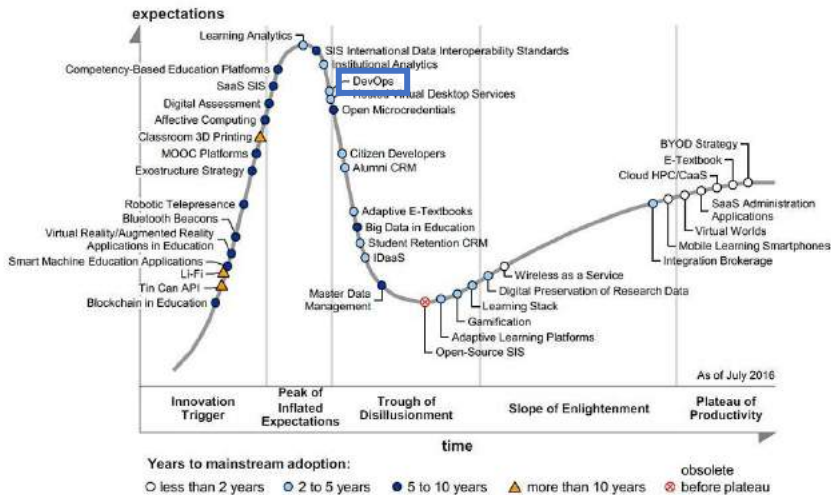 expectations
Learning Analytics
SIS International Data Interoperability Standards
Institutional Analytics
Competency-Based Education Platforms
DevOps
SaaS SIS
Hosted Virtual Desktop Services
Digital Assessment
Open Microcredentials
Affective Computing
Classroom 3D Printing
MOOC Platforms
Citizen Developers
Exostructure Strategy
Alumni CRM
Robotic Telepresence
Adaptive E-Textbooks
Bluetooth Beacons
Big Data in Education
Virtual Reality/Augmented Reality
Applications in Education
Student Retention CRM
Smart Machine Education Applications
IDaaS
Li-Fi
Tin Can API
Blockchain in Education
Master Data
Management
BYOD Strategy
E-Textbook
Cloud HPC/CaaS
SaaS Administration
Applications
Virtual Worlds
Mobile Learning Smartphones
Integration Brokerage
Wireless as a Service
Digital Preservation of Research Data
Learning Stack
Gamification
Adaptive Learning Platforms
Open-Source SIS
As of July 2016
Innovation
Trigger
Peak of
Inflated
Expectations
Trough of
Disillusionment
Slope of Enlightenment
Plateau of
Productivity
time
Years to mainstream adoption:
less than 2 years
2 to 5 years
5 to 10 years
more than 10 years
obsolete
before plateau